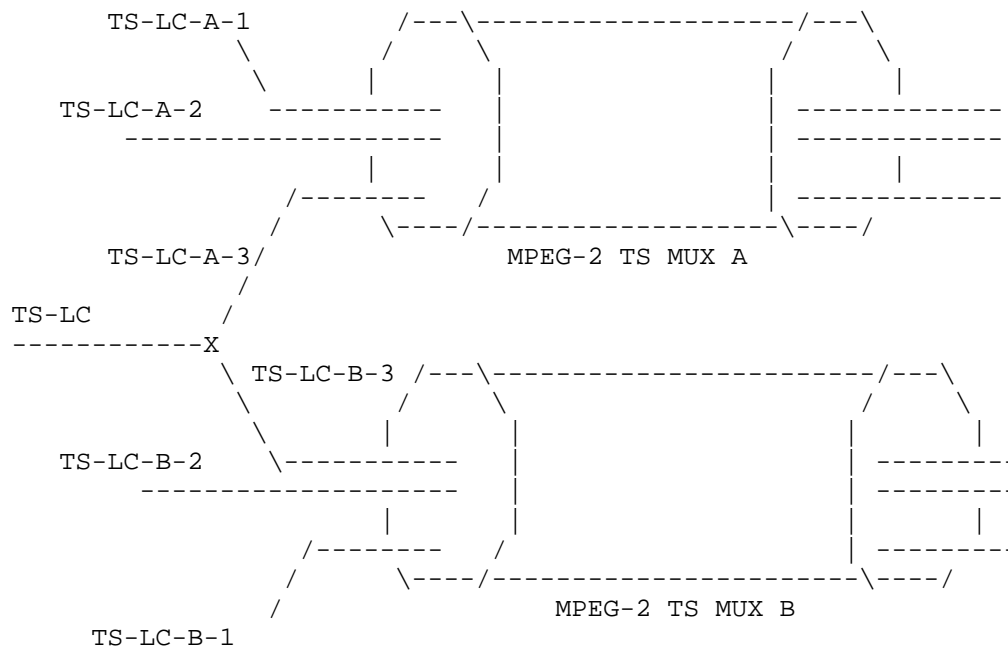 TS-LC-A-1
TS-LC-A-2
TS-LC-A-3
MPEG-2 TS MUX A
TS-LC
X
TS-LC-B-3
TS-LC-B-2
MPEG-2 TS MUX B
TS-LC-B-1